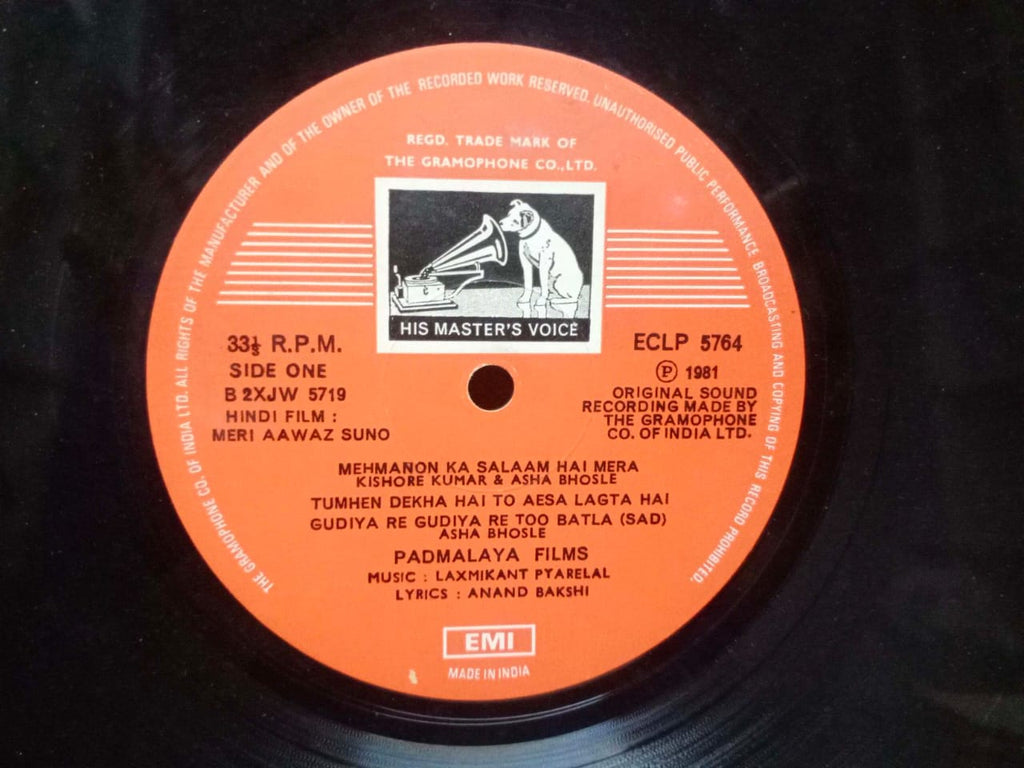 THE GRAMOPHONE CO. OF INDIA LTD. ALL RIGHTS OF THE MANUFACTURER AND OF THE OWNER OF THE RECORDED WORK RESERVED. UNAUTHORISED PUBLIC PERFORMANCE BROADCASTING AND COPYING OF THIS RECORD PROHIBITED.
REGD. TRADE MARK OF
THE GRAMOPHONE CO.,LTD.
HIS MASTER'S VOICE
33⅓ R.P.M.
SIDE ONE
B 2XJW 5719
HINDI FILM :
MERI AAWAZ SUNO
ECLP 5764
Ⓟ 1981
ORIGINAL SOUND
RECORDING MADE BY
THE GRAMOPHONE
CO. OF INDIA LTD.
MEHMANON KA SALAAM HAI MERA
KISHORE KUMAR & ASHA BHOSLE
TUMHEN DEKHA HAI TO AESA LAGTA HAI
GUDIYA RE GUDIYA RE TOO BATLA (SAD)
ASHA BHOSLE
PADMALAYA FILMS
MUSIC : LAXMIKANT PYARELAL
LYRICS : ANAND BAKSHI
EMI
MADE IN INDIA